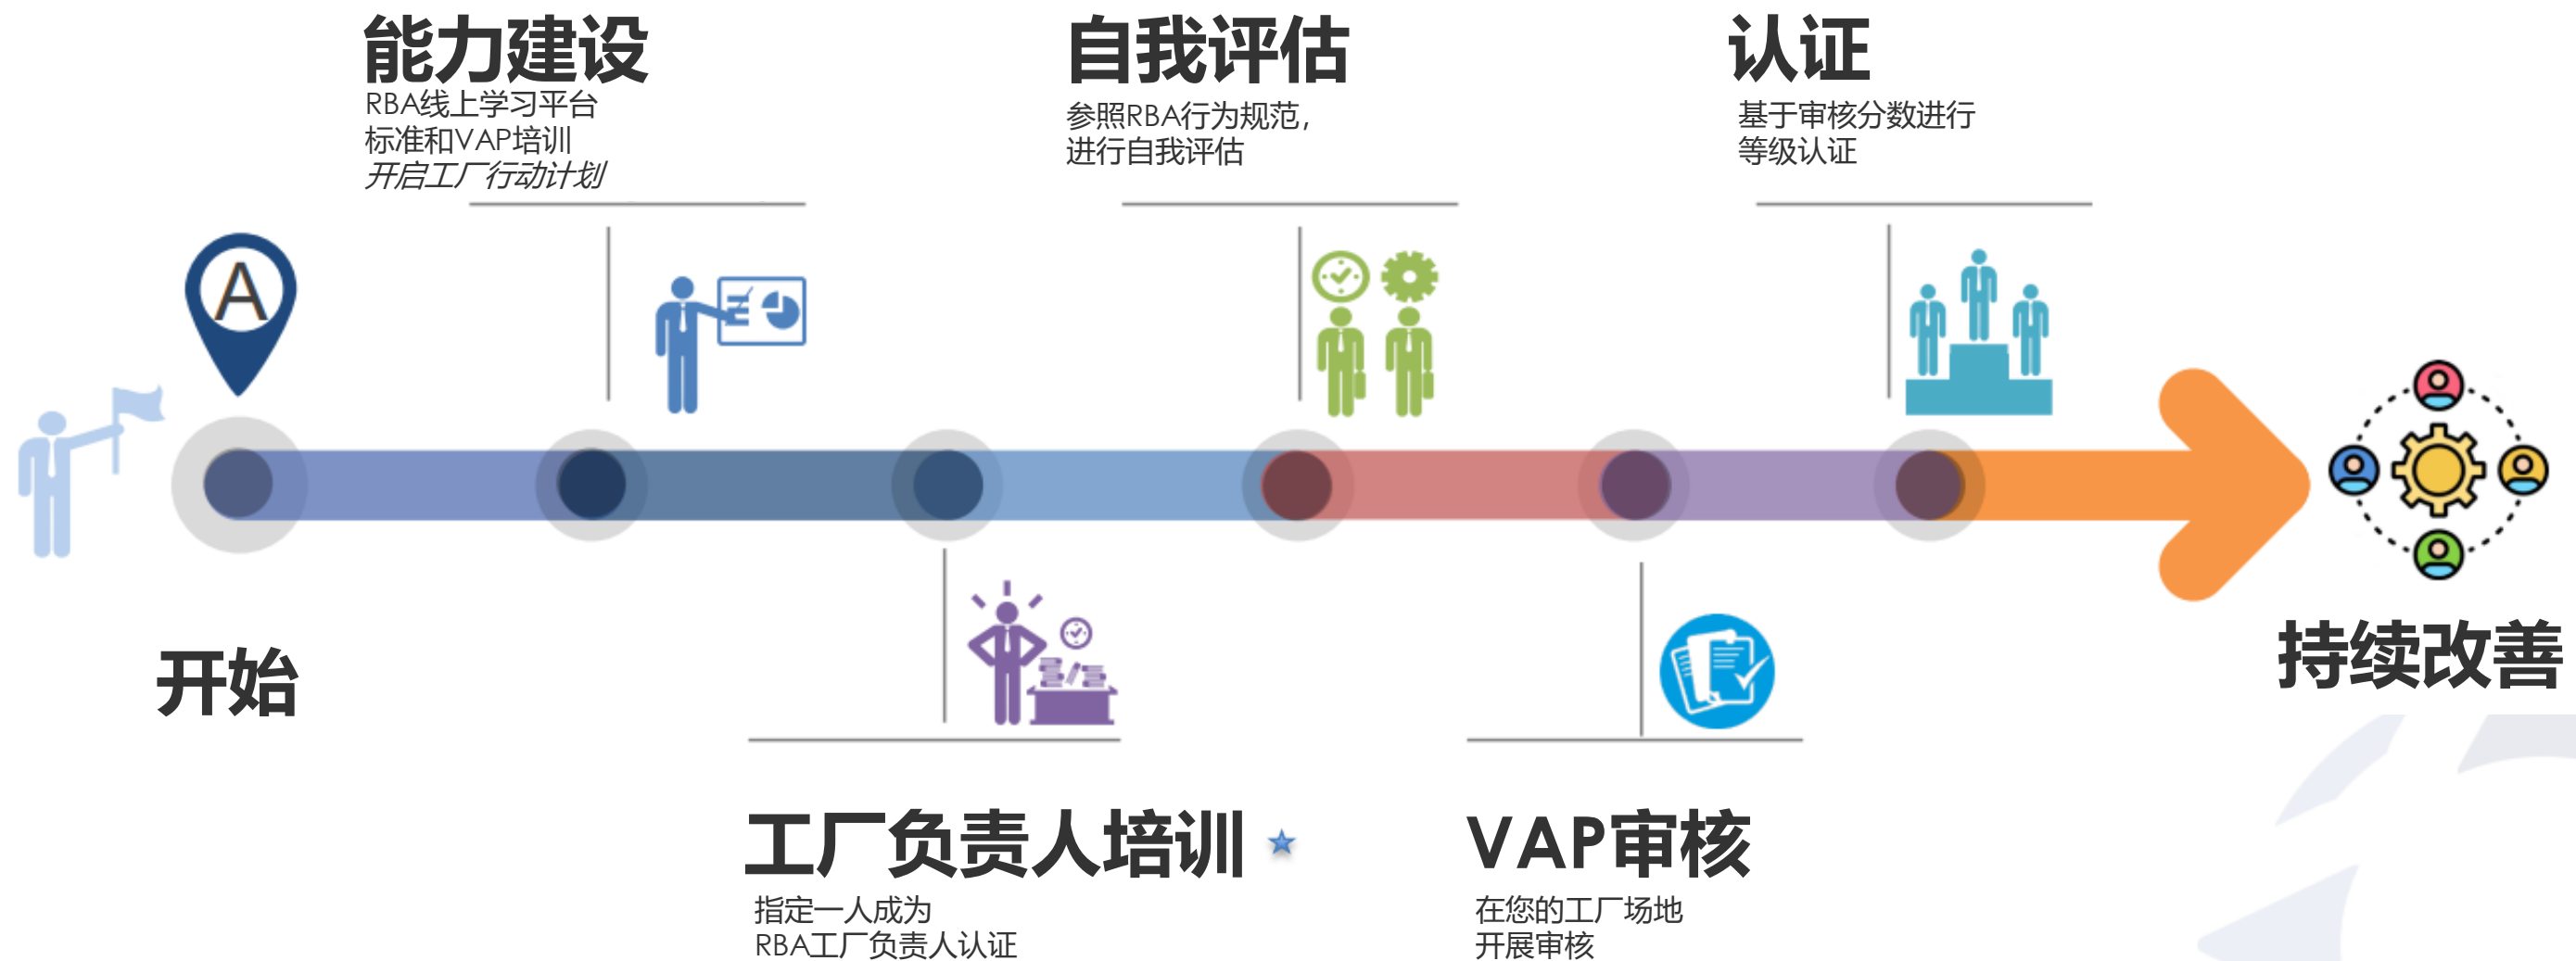 能力建设
RBA线上学习平台
标准和VAP培训
开启工厂行动计划
自我评估
参照RBA行为规范，
进行自我评估
认证
基于审核分数进行
等级认证
A
开始
持续改善
工厂负责人培训
指定一人成为
RBA工厂负责人认证
VAP审核
在您的工厂场地
开展审核